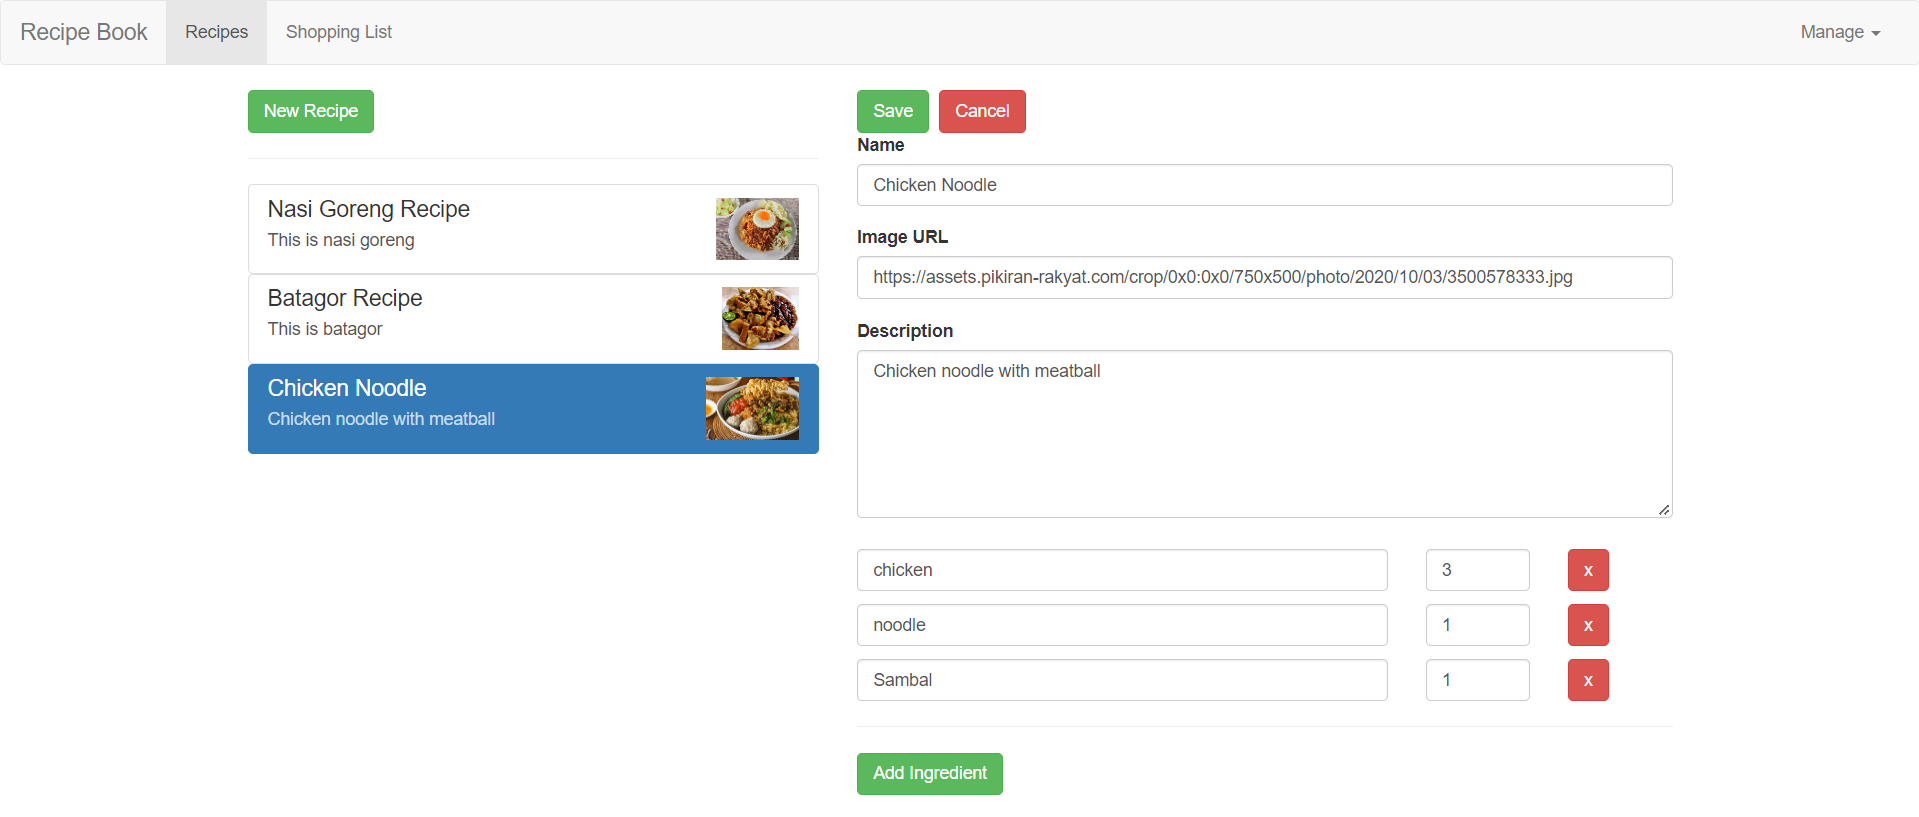 Recipe Book Recipes Shopping List Manage
New Recipe
Nasi Goreng Recipe
This is nasi goreng
Batagor Recipe
This is batagor
Chicken Noodle
Chicken noodle with meatball
Save Cancel
Name
Chicken Noodle
Image URL
https://assets.pikiran-rakyat.com/crop/0x0:0x0/750x500/photo/2020/10/03/3500578333.jpg
Description
Chicken noodle with meatball
chicken 3 x
noodle 1 x
Sambal 1 x
Add Ingredient